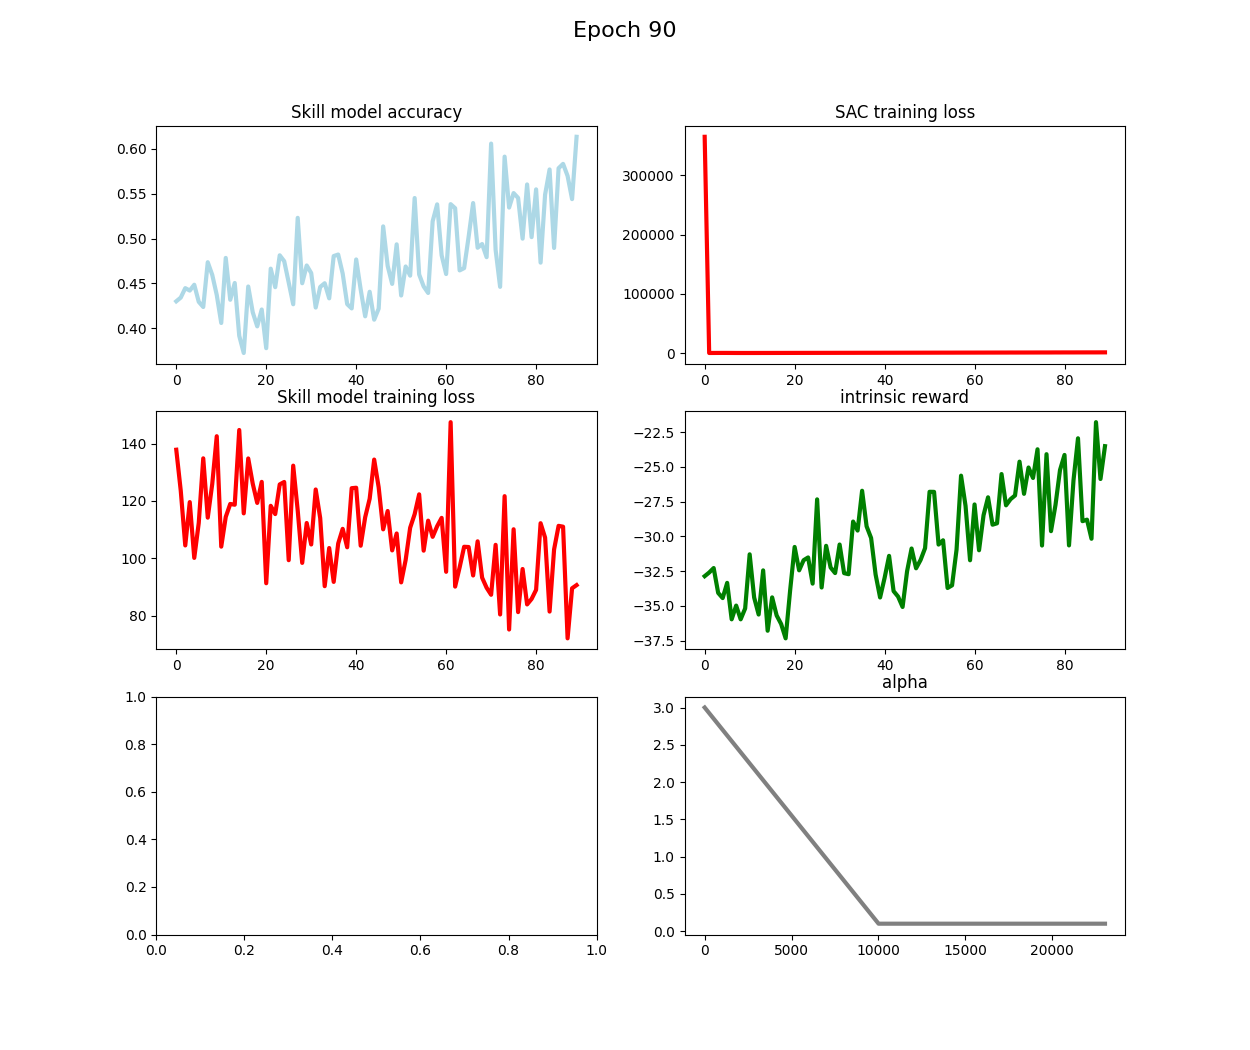 Epoch 90
Skill model accuracy
0.60
0.55
0.50
0.45
0.40
0 20 40 60 80
SAC training loss
300000
200000
100000
0
0 20 40 60 80
Skill model training loss
140
120
100
80
0 20 40 60 80
intrinsic reward
−22.5
−25.0
−27.5
−30.0
−32.5
−35.0
−37.5
0 20 40 60 80
1.0
0.8
0.6
0.4
0.2
0.0
0.0 0.2 0.4 0.6 0.8 1.0
alpha
3.0
2.5
2.0
1.5
1.0
0.5
0.0
0 5000 10000 15000 20000